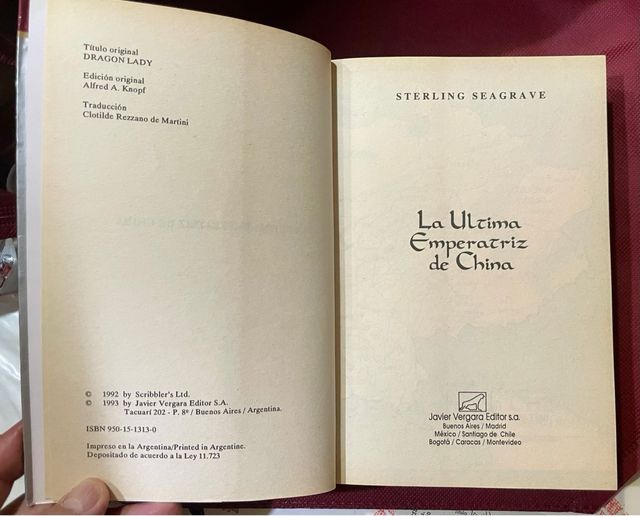 Título original
DRAGON LADY
Edición original
Alfred A. Knopf
Traducción
Clotilde Rezzano de Martini
© 1992 by Scribbler's Ltd.
© 1993 by Javier Vergara Editor S.A.
Tacuarí 202 - P. 8º / Buenos Aires / Argentina.
ISBN 950-15-1313-0
Impreso en la Argentina/Printed in Argentine.
Depositado de acuerdo a la Ley 11.723
STERLING SEAGRAVE
La Ultima
Emperatriz
de China
Javier Vergara Editor s.a.
Buenos Aires / Madrid
México / Santiago de Chile
Bogotá / Caracas / Montevideo